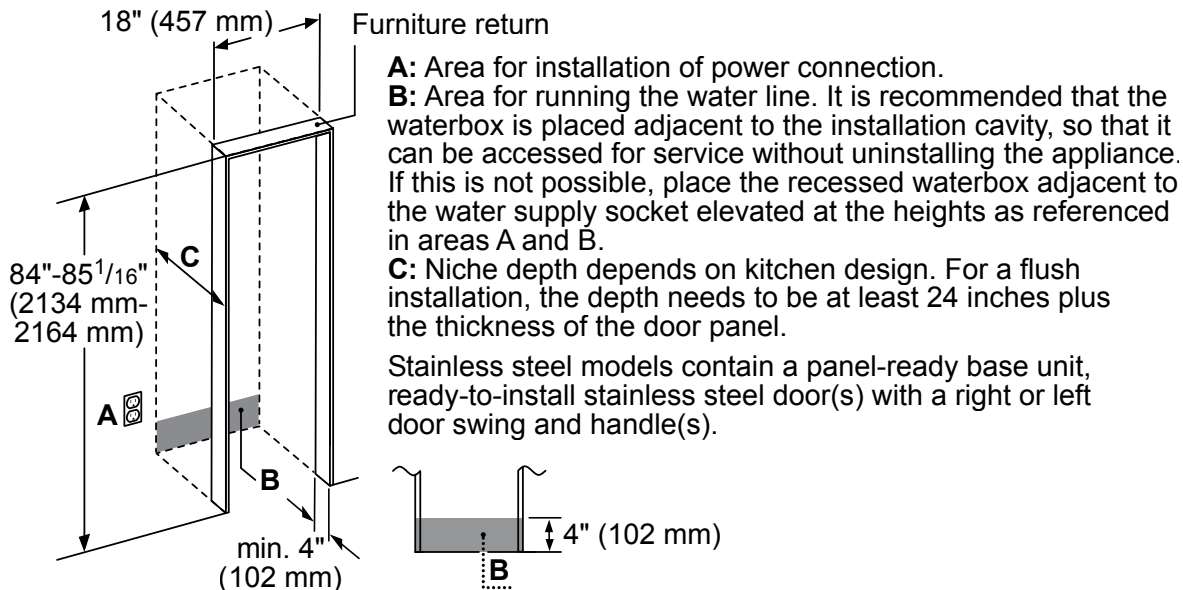 18" (457 mm)
Furniture return
A: Area for installation of power connection.
B: Area for running the water line. It is recommended that the
waterbox is placed adjacent to the installation cavity, so that it
can be accessed for service without uninstalling the appliance.
If this is not possible, place the recessed waterbox adjacent to
the water supply socket elevated at the heights as referenced
in areas A and B.
C: Niche depth depends on kitchen design. For a flush
installation, the depth needs to be at least 24 inches plus
the thickness of the door panel.
Stainless steel models contain a panel-ready base unit,
ready-to-install stainless steel door(s) with a right or left
door swing and handle(s).
C
84"-85 1/16"
(2134 mm-
2164 mm)
A
B
min. 4"
(102 mm)
4" (102 mm)
B